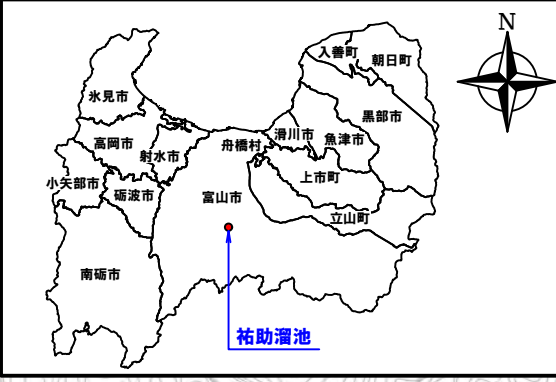 N
入善町
朝日町
氷見市
黒部市
高岡市
射水市
舟橋村
滑川市
魚津市
小矢部市
砺波市
富山市
上市町
立山町
南砺市
祐助溜池